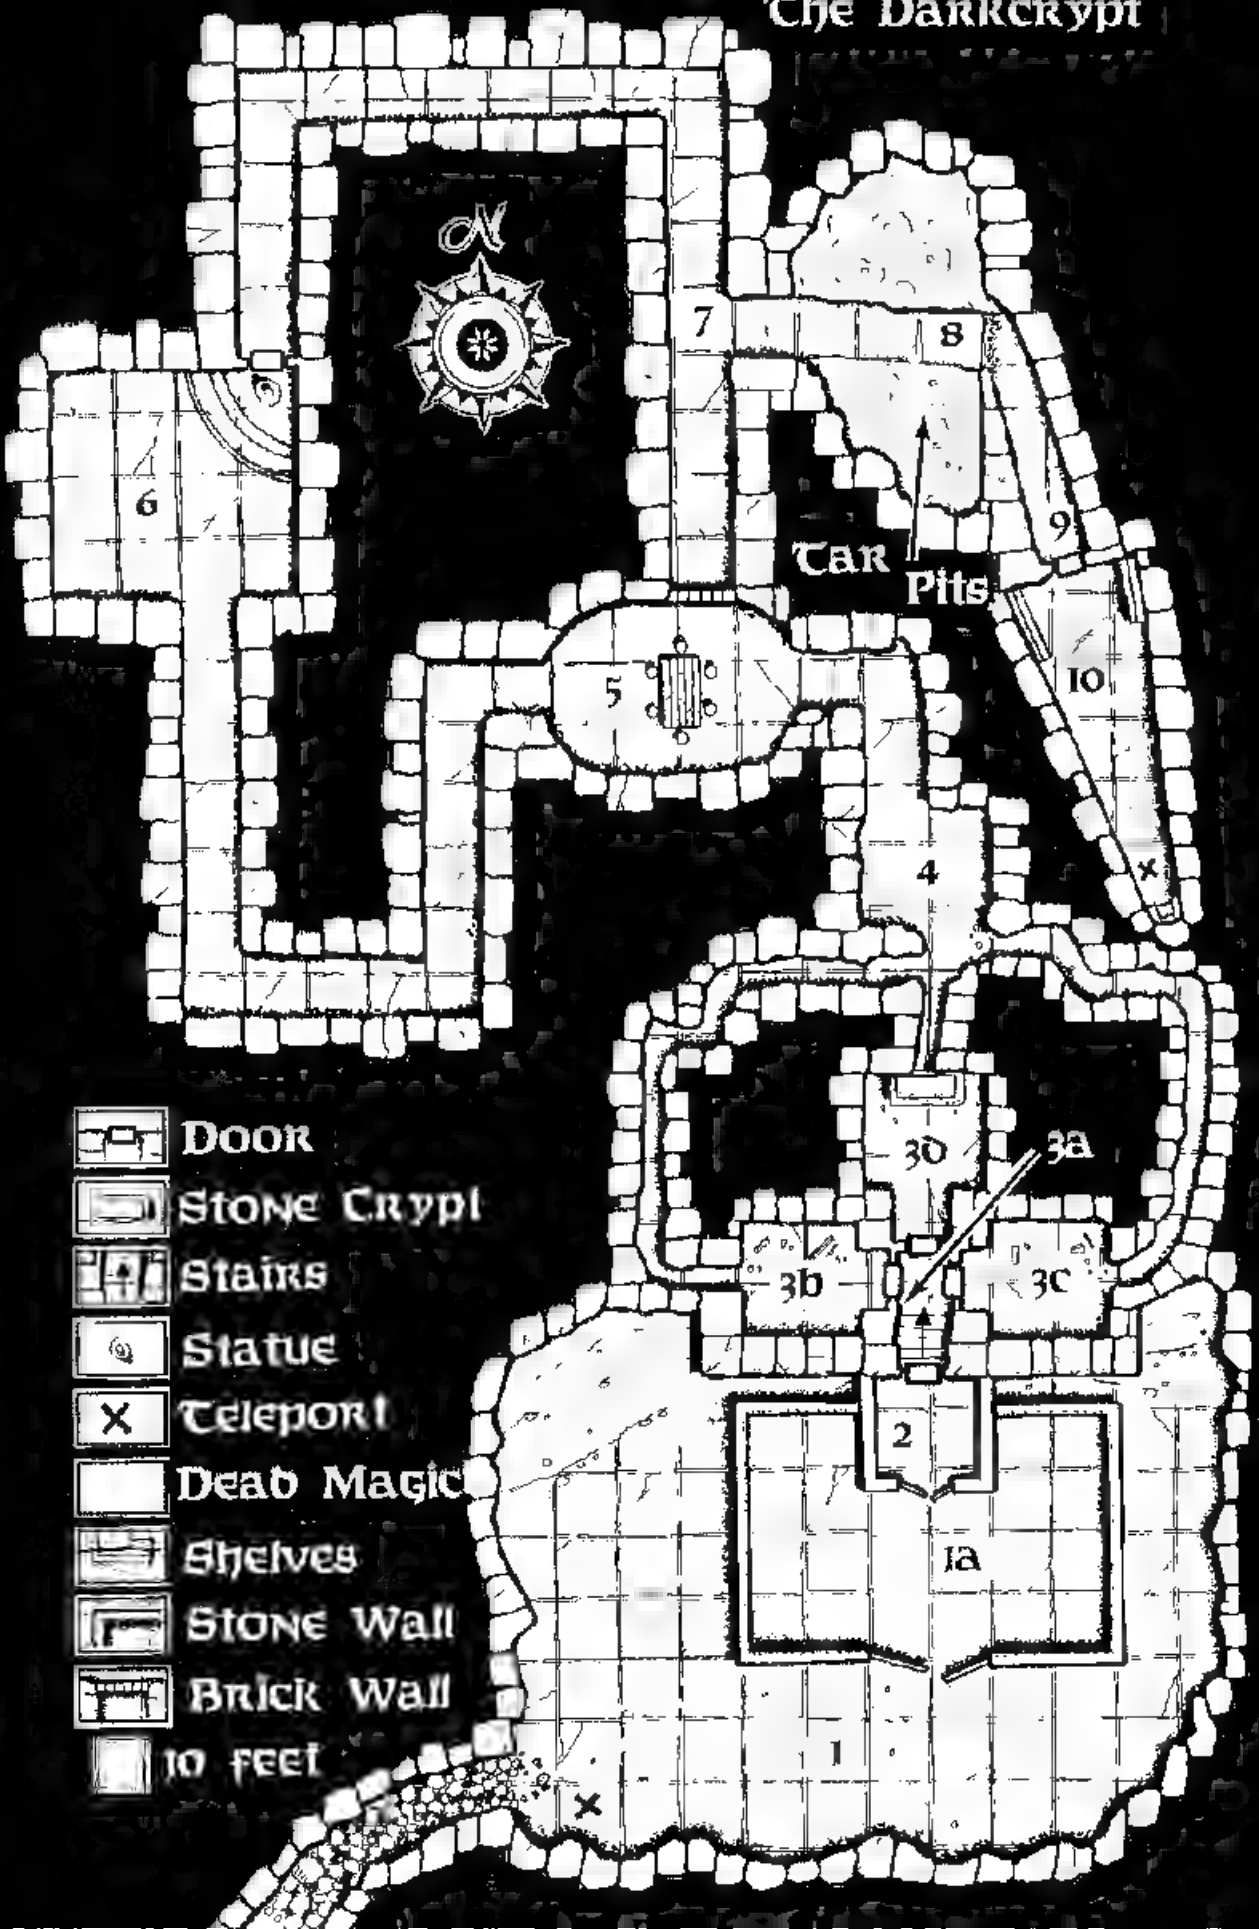 The Darkcrypt
N
7
8
6
9
Tar
Pits
10
5
4
3D
3a
3b
3c
2
1a
1
Door
Stone Crypt
Stairs
Statue
Teleport
Dead Magic
Shelves
Stone Wall
Brick Wall
10 feet